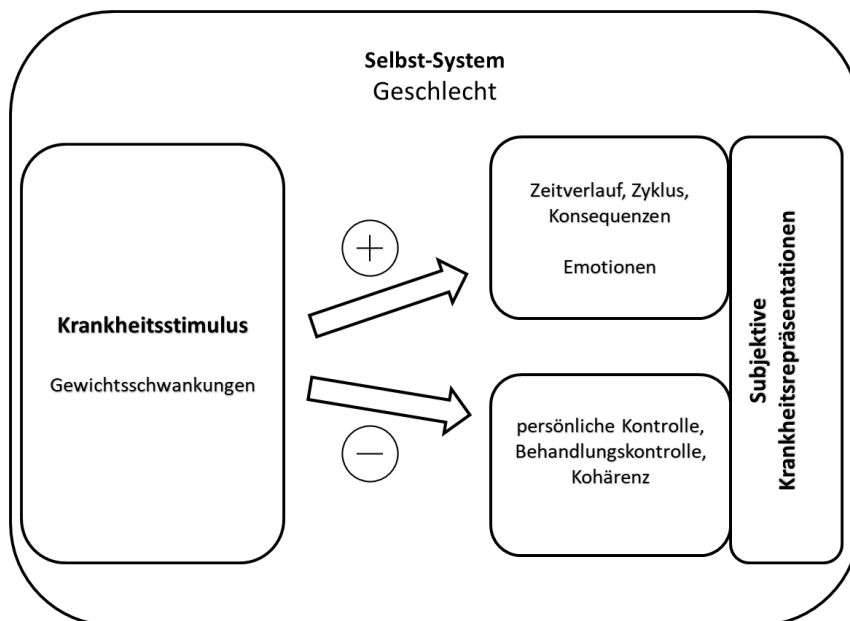 Selbst-System
Geschlecht
Krankheitsstimulus
Gewichtsschwankungen
+
Zeitverlauf, Zyklus,
Konsequenzen
Emotionen
−
persönliche Kontrolle,
Behandlungskontrolle,
Kohärenz
Subjektive
Krankheitsrepräsentationen